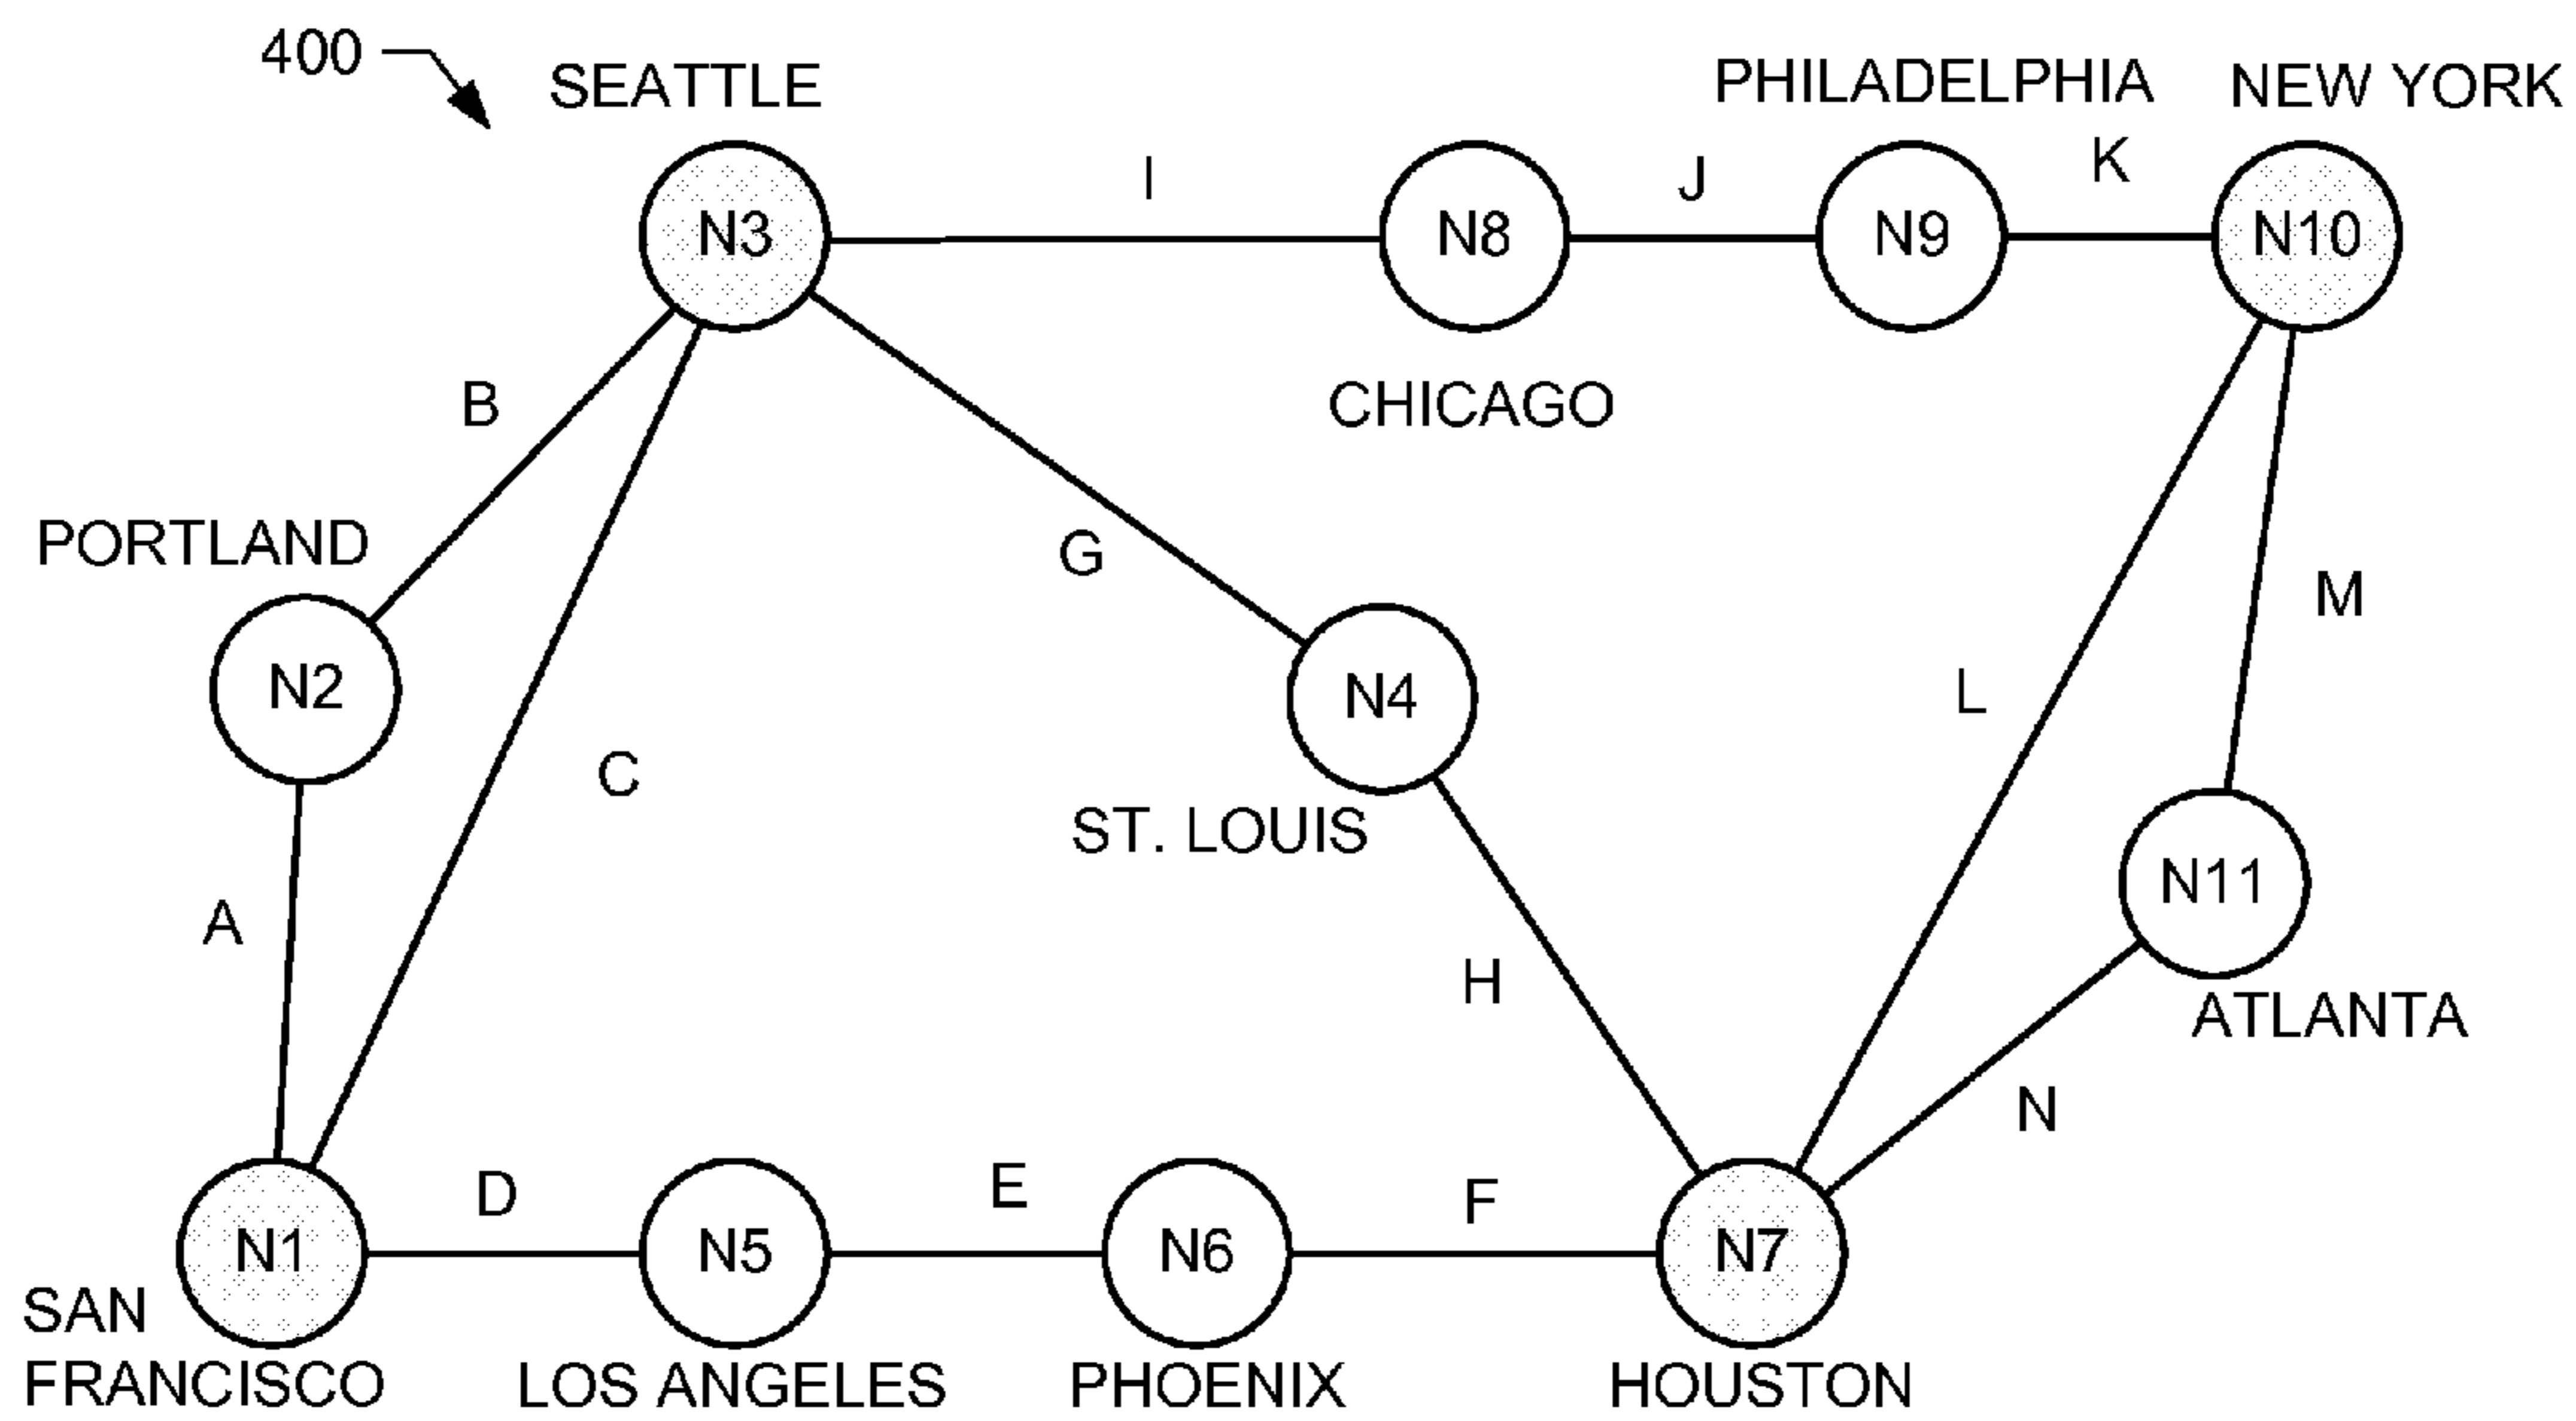 400
SEATTLE
PHILADELPHIA
NEW YORK
N3
I
N8
J
N9
K
N10
B
CHICAGO
G
PORTLAND
M
N2
N4
L
C
ST. LOUIS
A
N11
H
ATLANTA
N
D
E
F
N1
N5
N6
N7
SAN
FRANCISCO
LOS ANGELES
PHOENIX
HOUSTON